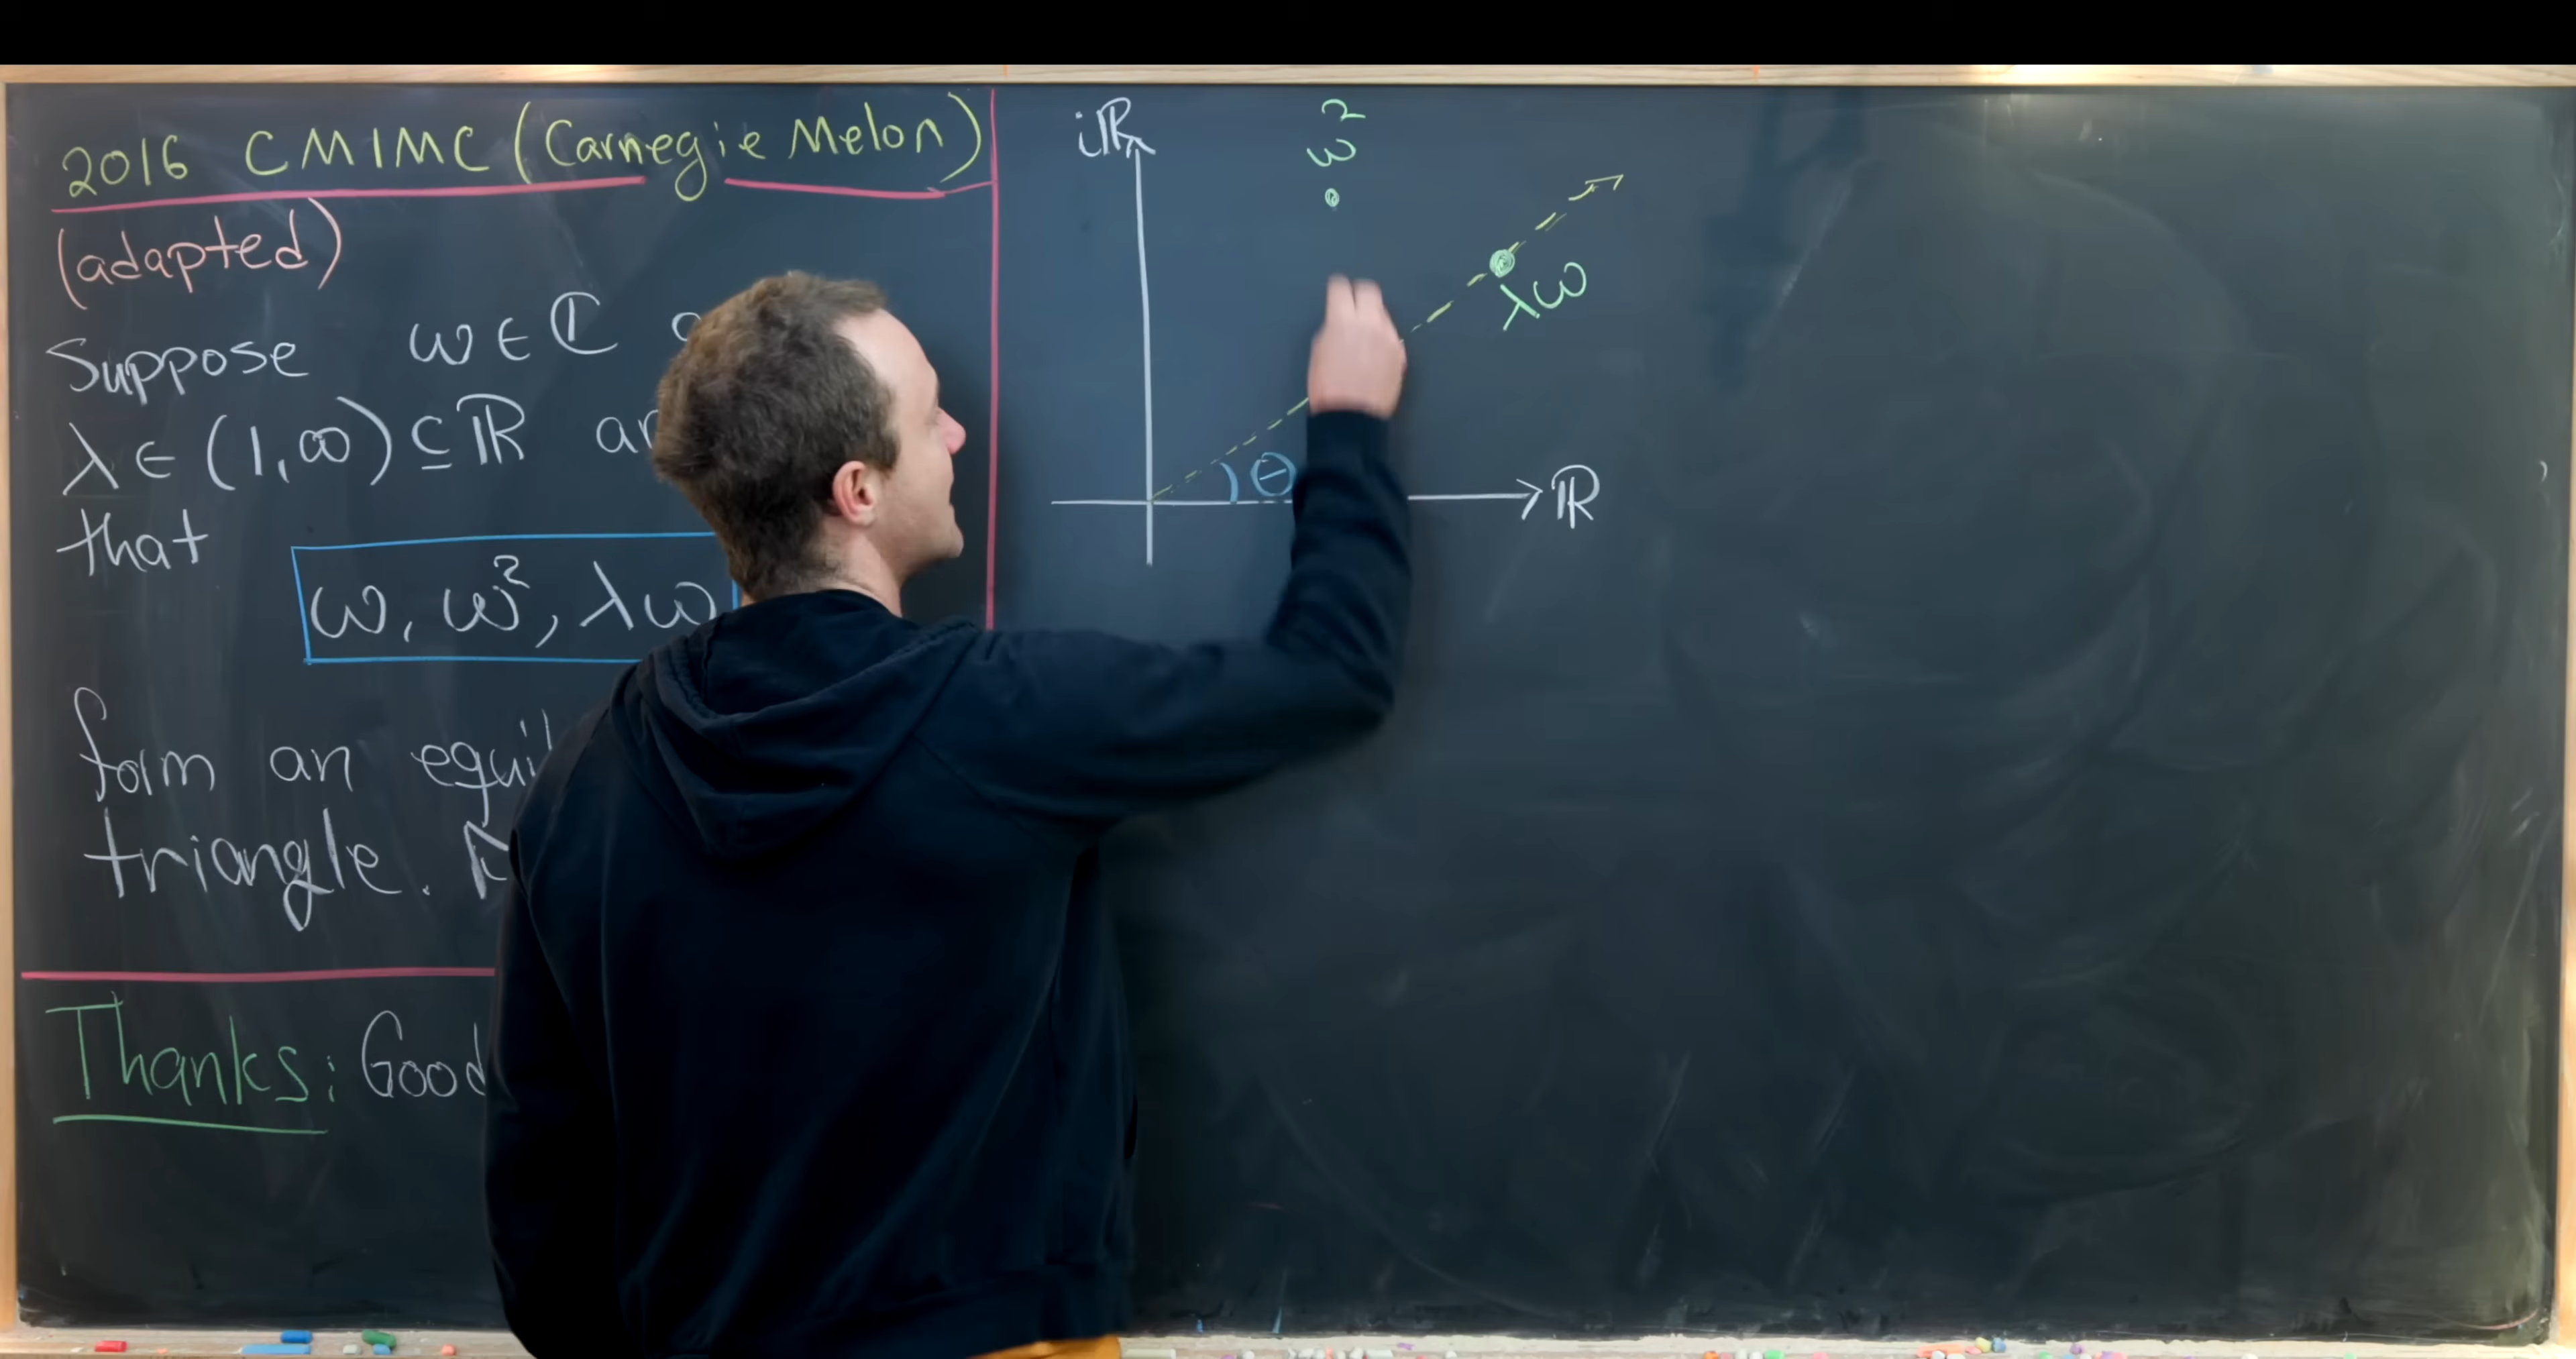 2016 CMIMC (Carnegie Melon)
(adapted)
Suppose ω ∈ ℂ
λ ∈ (1,∞) ⊆ ℝ
that
ω, ω², λω
form an
triangle.
Thanks: Good
iℝ
ω²
λω
θ
ℝ